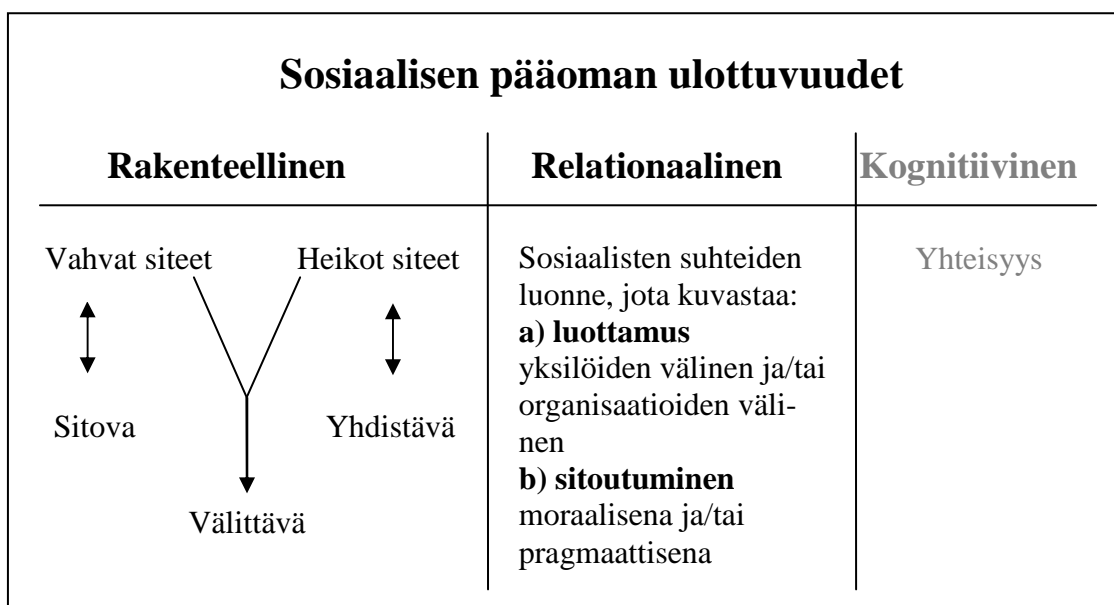 Sosiaalisen pääoman ulottuvuudet
Rakenteellinen
Relationaalinen
Kognitiivinen
Vahvat siteet
Heikot siteet
Sitova
Yhdistävä
Välittävä
Sosiaalisten suhteiden
luonne, jota kuvastaa:
a) luottamus
yksilöiden välinen ja/tai
organisaatioiden väli-
nen
b) sitoutuminen
moraalisena ja/tai
pragmaattisena
Yhteisyys